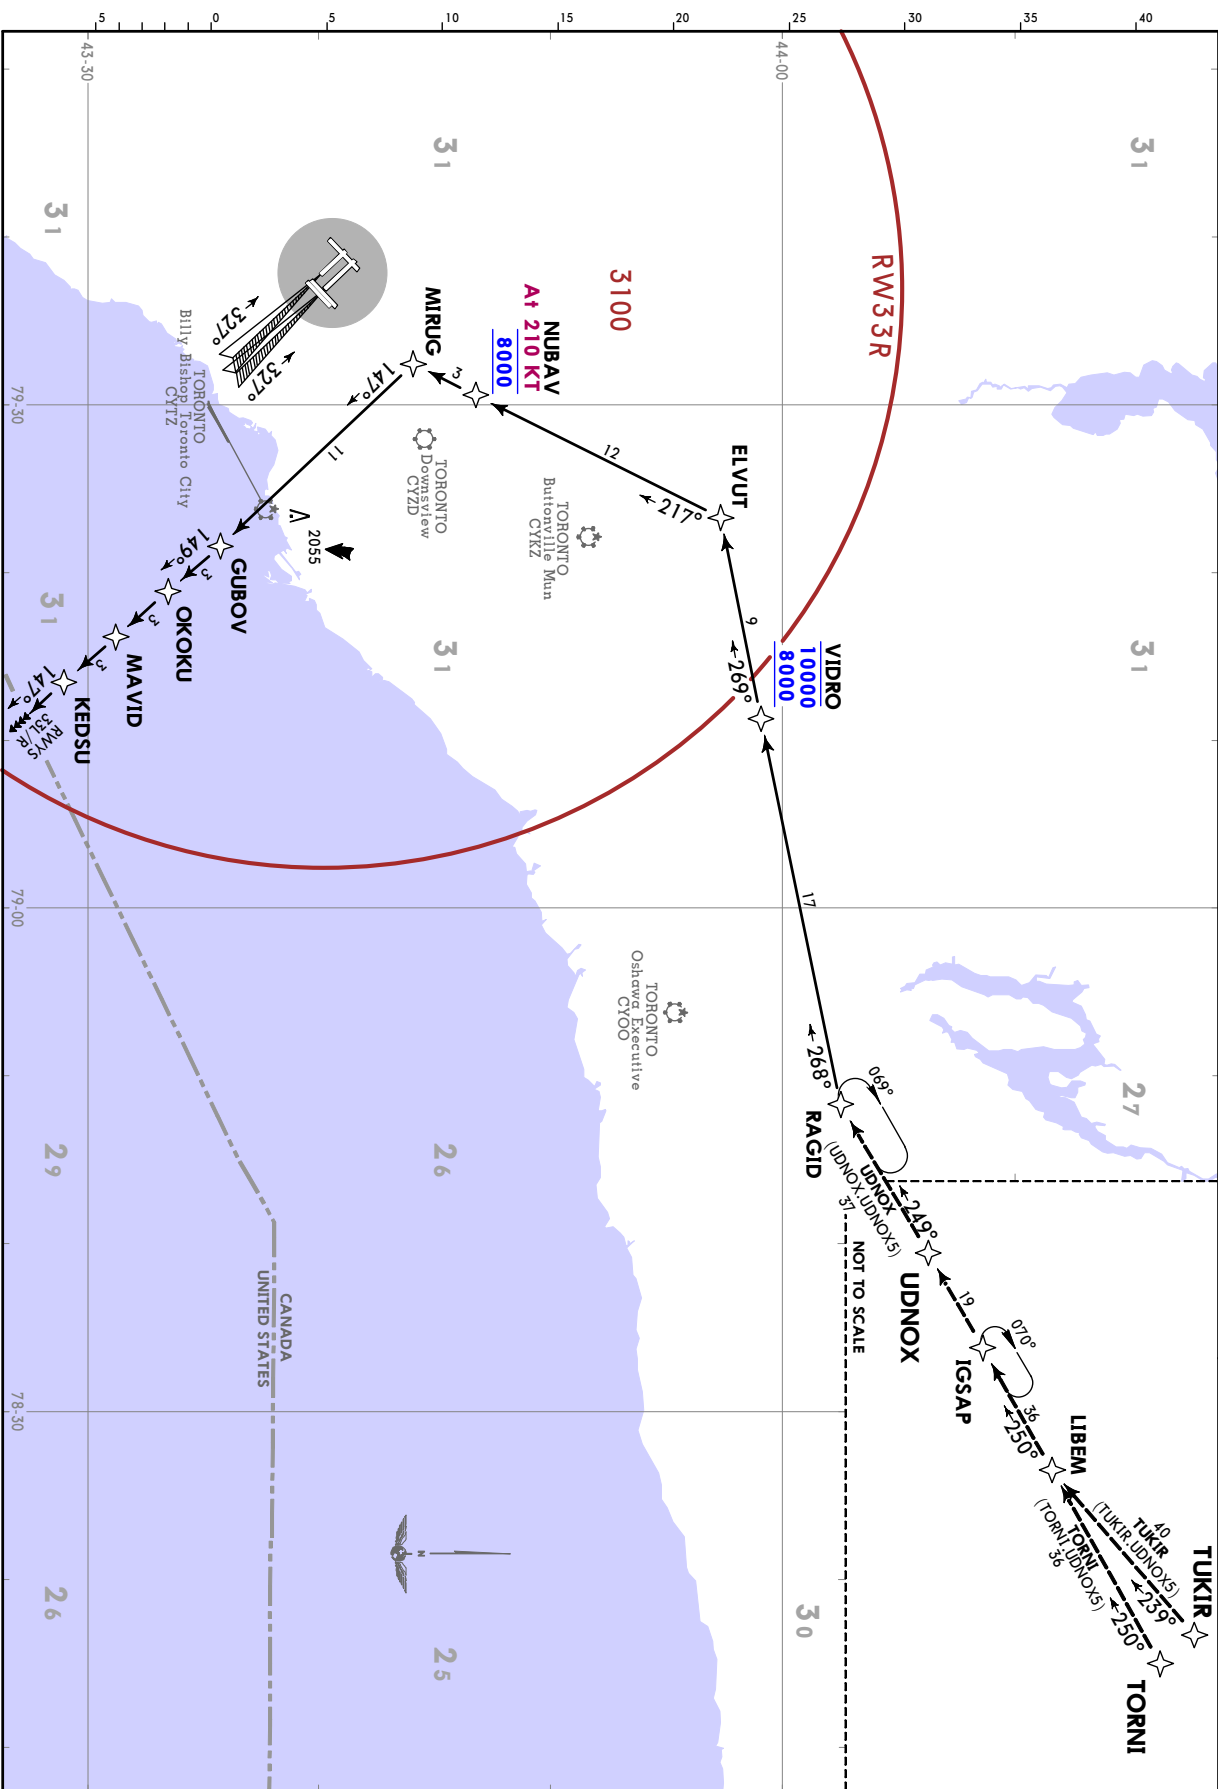 5
0
5
10
15
20
25
30
35
40
43-30
44-00
31
31
31
RW33R
3100
NUBAV
At 210 KT
8000
MIRUG
3
147°
327°
327°
TORONTO
Billy Bishop Toronto City
CYTZ
79-30
11
TORONTO
Downsview
CYZD
12
ELVUT
217°
TORONTO
Buttonville Mun
CYKZ
2055
GUBOV
149°
3
OKOKU
3
MAVID
3
KEDSU
147°
RWYS
33L/R
31
31
31
9
VIDRO
10000
8000
269°
17
79-00
TORONTO
Oshawa Executive
CYOO
268°
RAGID
069°
27
UDNOX
(UDNOX.UDNOX5)
37
249°
UDNOX
NOT TO SCALE
29
26
CANADA
UNITED STATES
19
070°
IGSAP
36
250°
LIBEM
78-30
40
TUKIR
(TUKIR.UDNOX5)
239°
TUKIR
TORNI
(TORNI.UDNOX5)
36
250°
TORNI
N
26
25
30